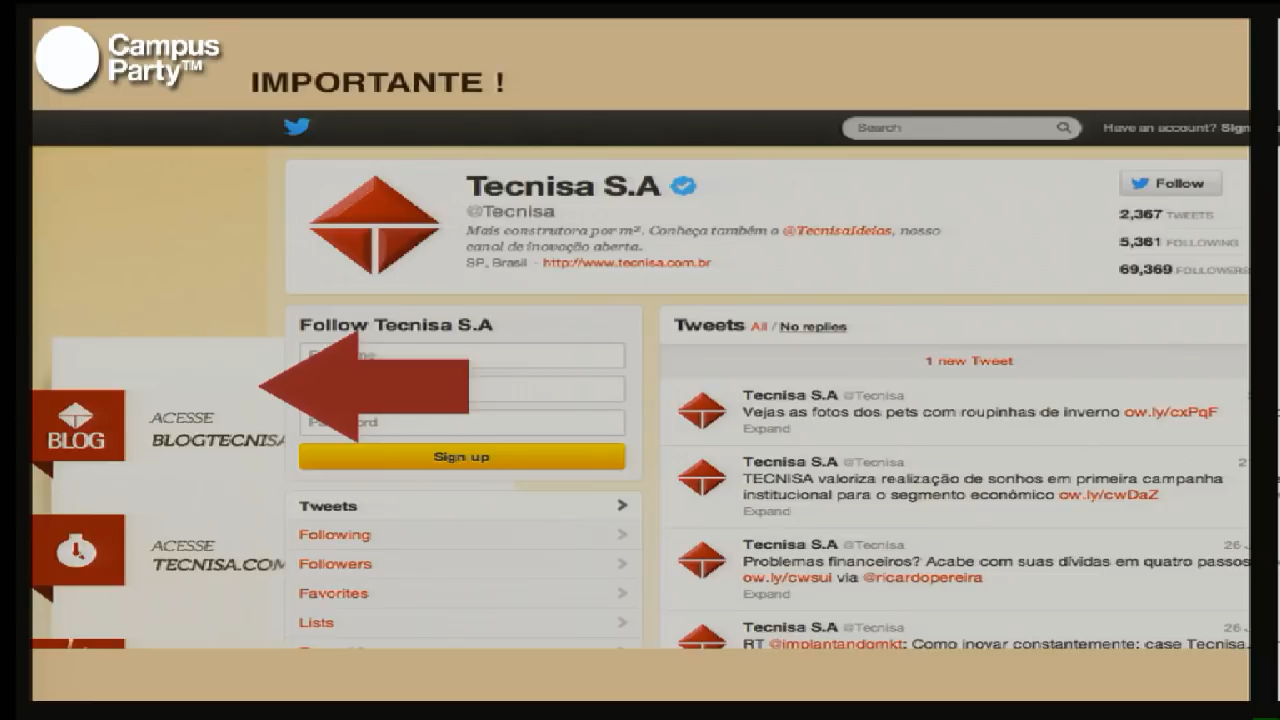 Campus
Party™
IMPORTANTE !
Search
Have an account? Sign
Tecnisa S.A
@Tecnisa
Mais construtora por m². Conheça também o @TecnisaIdeias, nosso
canal de inovação aberta.
SP, Brasil · http://www.tecnisa.com.br
Follow
2,367 TWEETS
5,361 FOLLOWING
69,369 FOLLOWERS
Follow Tecnisa S.A
Sign up
Tweets
Following
Followers
Favorites
Lists
BLOG
ACESSE
BLOGTECNISA
ACESSE
TECNISA.COM
Tweets All / No replies
1 new Tweet
Tecnisa S.A @Tecnisa
Vejas as fotos dos pets com roupinhas de inverno ow.ly/cxPqF
Expand
Tecnisa S.A @Tecnisa 2
TECNISA valoriza realização de sonhos em primeira campanha
institucional para o segmento econômico ow.ly/cwDaZ
Expand
Tecnisa S.A @Tecnisa 26
Problemas financeiros? Acabe com suas dívidas em quatro passos
ow.ly/cwsui via @ricardopereira
Expand
Tecnisa S.A @Tecnisa 26
RT @implantandomkt: Como inovar constantemente: case Tecnisa.